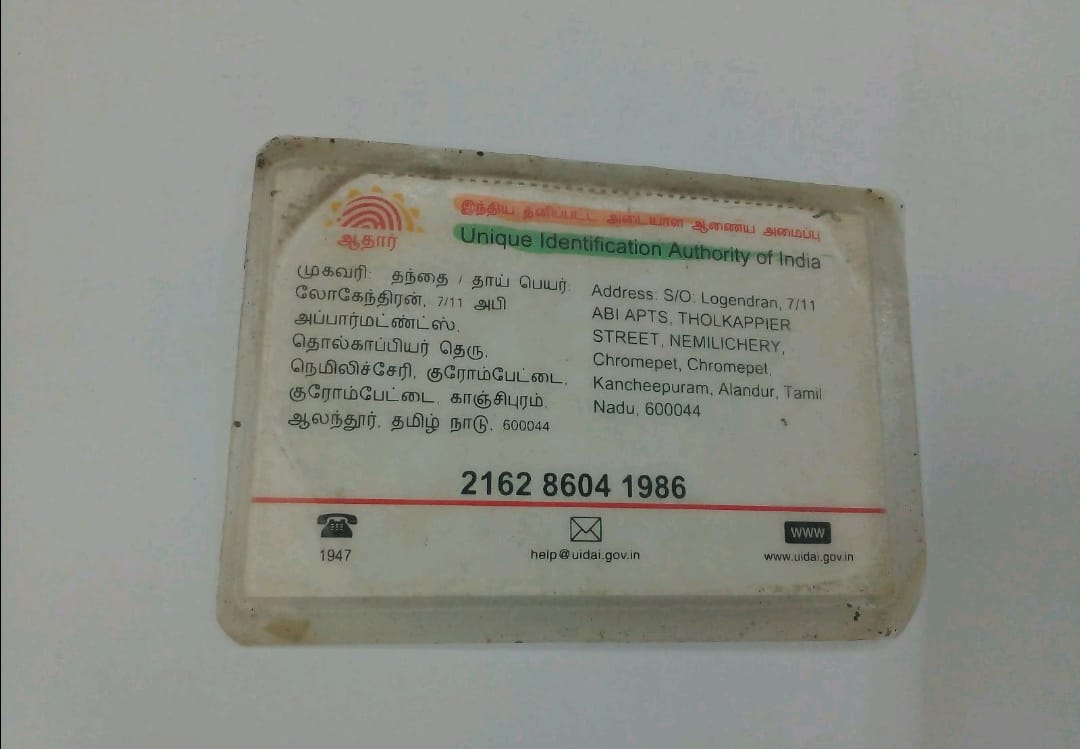 ஆதார்
இந்திய தனிப்பட்ட அடையாள ஆணைய அமைப்பு
Unique Identification Authority of India
முகவரி: தந்தை / தாய் பெயர்:
லோகேந்திரன், 7/11 அபி
அப்பார்மட்ண்ட்ஸ்,
தொல்காப்பியர் தெரு,
நெமிலிச்சேரி, குரோம்பேட்டை,
குரோம்பேட்டை, காஞ்சிபுரம்,
ஆலந்தூர், தமிழ் நாடு, 600044
Address: S/O: Logendran, 7/11
ABI APTS, THOLKAPPIER
STREET, NEMILICHERY,
Chromepet, Chromepet,
Kancheepuram, Alandur, Tamil
Nadu, 600044
2162 8604 1986
1947
help@uidai.gov.in
www
www.uidai.gov.in